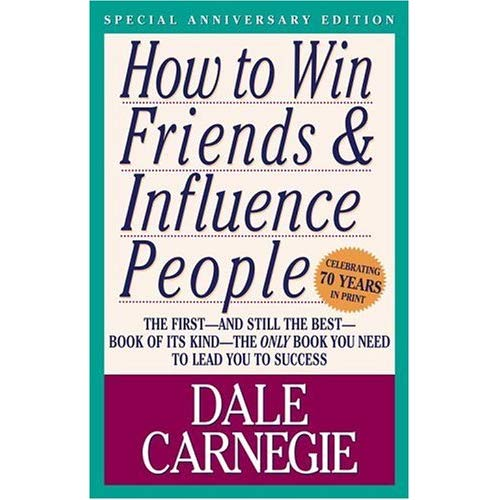 SPECIAL ANNIVERSARY EDITION
How to Win
Friends &
Influence
People
CELEBRATING
70 YEARS
IN PRINT
THE FIRST—AND STILL THE BEST—
BOOK OF ITS KIND—THE ONLY BOOK YOU NEED
TO LEAD YOU TO SUCCESS
DALE
CARNEGIE